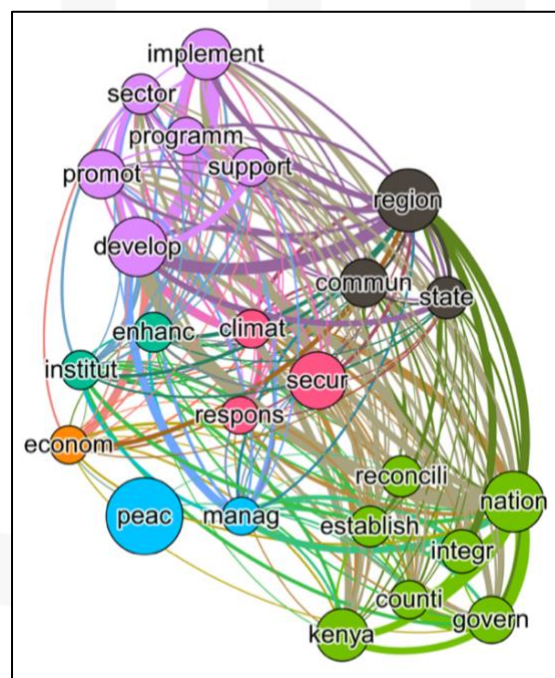 implement
sector
programm
support
promot
region
develop
commun
state
enhanc
climat
institut
secur
respons
econom
reconcili
nation
peac
manag
establish
integr
counti
govern
kenya